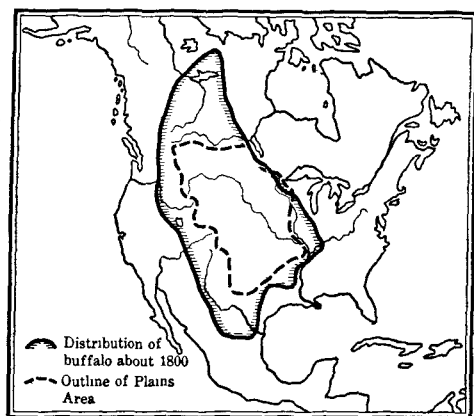 Distribution of
buffalo about 1800
Outline of Plains
Area